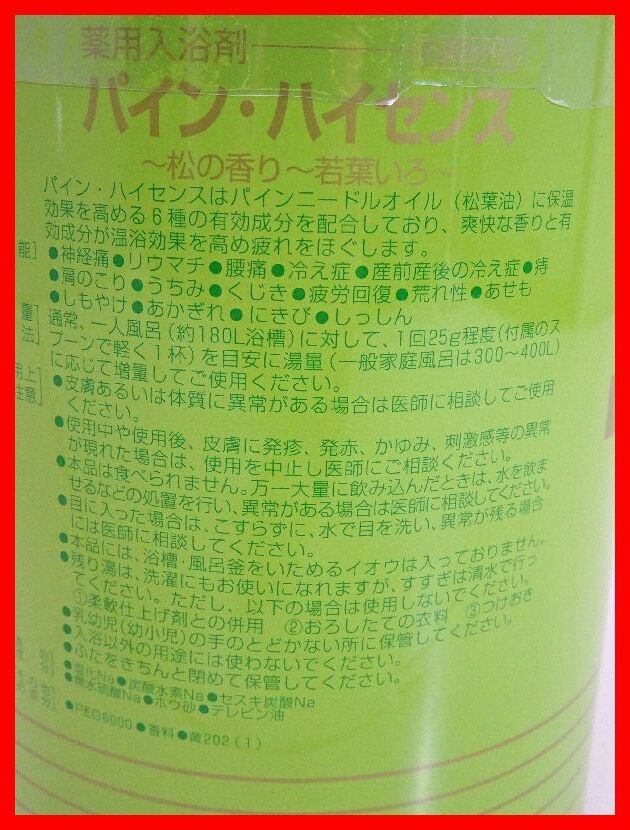 薬用入浴剤
パイン・ハイセンス
～松の香り～若葉いろ～
パイン・ハイセンスはパインニードルオイル（松葉油）に保温
効果を高める６種の有効成分を配合しており、爽快な香りと有
効成分が温浴効果を高め疲れをほぐします。
能］ ●神経痛●リウマチ●腰痛●冷え症●産前産後の冷え症●痔
●肩のこり●うちみ●くじき●疲労回復●荒れ性●あせも
●しもやけ●あかぎれ●にきび●しっしん
量 通常、一人風呂（約180L浴槽）に対して、１回25g程度（付属のス
法］ プーンで軽く１杯）を目安に湯量（一般家庭風呂は300～400L）
に応じて増量してご使用ください。
用上 ●皮膚あるいは体質に異常がある場合は医師に相談してご使用
注意］ ください。
●使用中や使用後、皮膚に発疹、発赤、かゆみ、刺激感等の異常
が現れた場合は、使用を中止し医師にご相談ください。
●本品は食べられません。万一大量に飲み込んだときは、水を飲ま
せるなどの処置を行い、異常がある場合は医師に相談してください。
●目に入った場合は、こすらずに、水で目を洗い、異常が残る場合
には医師に相談してください。
●本品には、浴槽・風呂釜をいためるイオウは入っておりません。
●残り湯は、洗濯にもお使いになれますが、すすぎは清水で行っ
てください。ただし、以下の場合は使用しないでください。
①柔軟仕上げ剤との併用 ②おろしたての衣料 ③つけおき
●乳幼児（幼小児）の手のとどかない所に保管してください。
●入浴以外の用途には使わないでください。
●ふたをきちんと閉めて保管してください。
●塩化Na●炭酸水素Na●セスキ炭酸Na
●無水硫酸Na●ホウ砂●テレビン油
●PEG6000●香料●黄202（1）